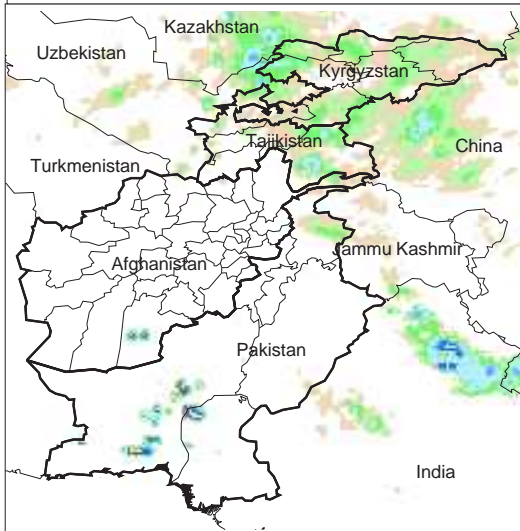 Kazakhstan
Uzbekistan
Kyrgyzstan
Tajikistan
China
Turkmenistan
Jammu Kashmir
Afghanistan
Pakistan
India